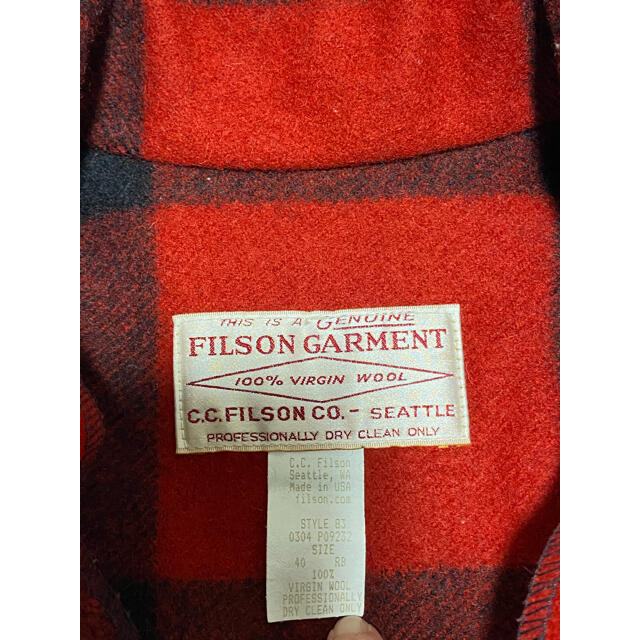 THIS IS A GENUINE
FILSON GARMENT
100% VIRGIN WOOL
C.C. FILSON CO. - SEATTLE
PROFESSIONALLY DRY CLEAN ONLY
C.C. Filson
Seattle, WA
Made in USA
filson.com
STYLE 83
0304 P09232
SIZE
40 RB
100%
VIRGIN WOOL
PROFESSIONALLY
DRY CLEAN ONLY